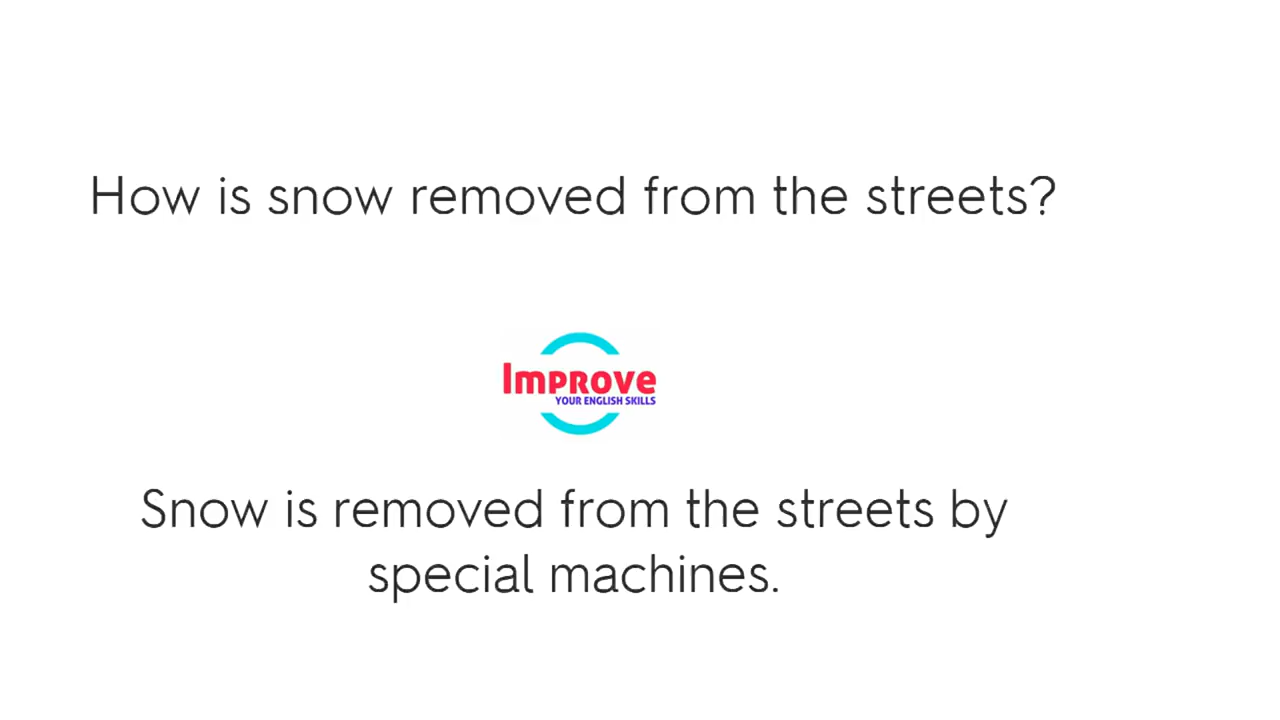 How is snow removed from the streets?
Improve
YOUR ENGLISH SKILLS
Snow is removed from the streets by
special machines.